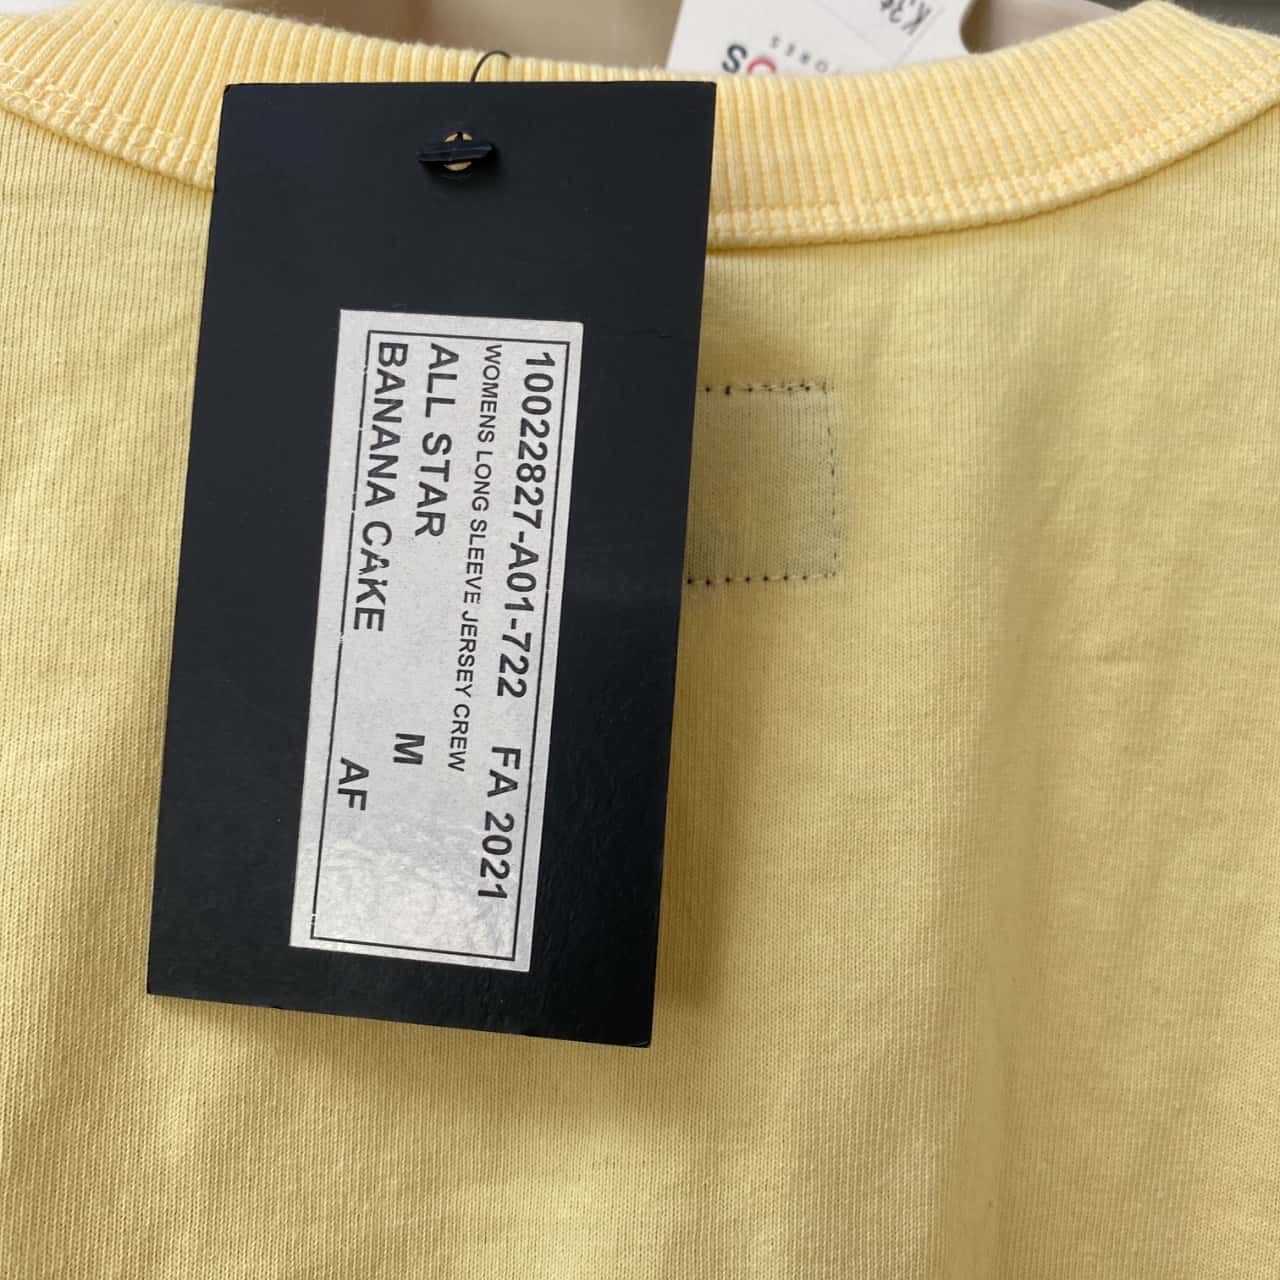 10022827-A01-722 FA 2021
WOMENS LONG SLEEVE JERSEY CREW
ALL STAR M
BANANA CAKE AF